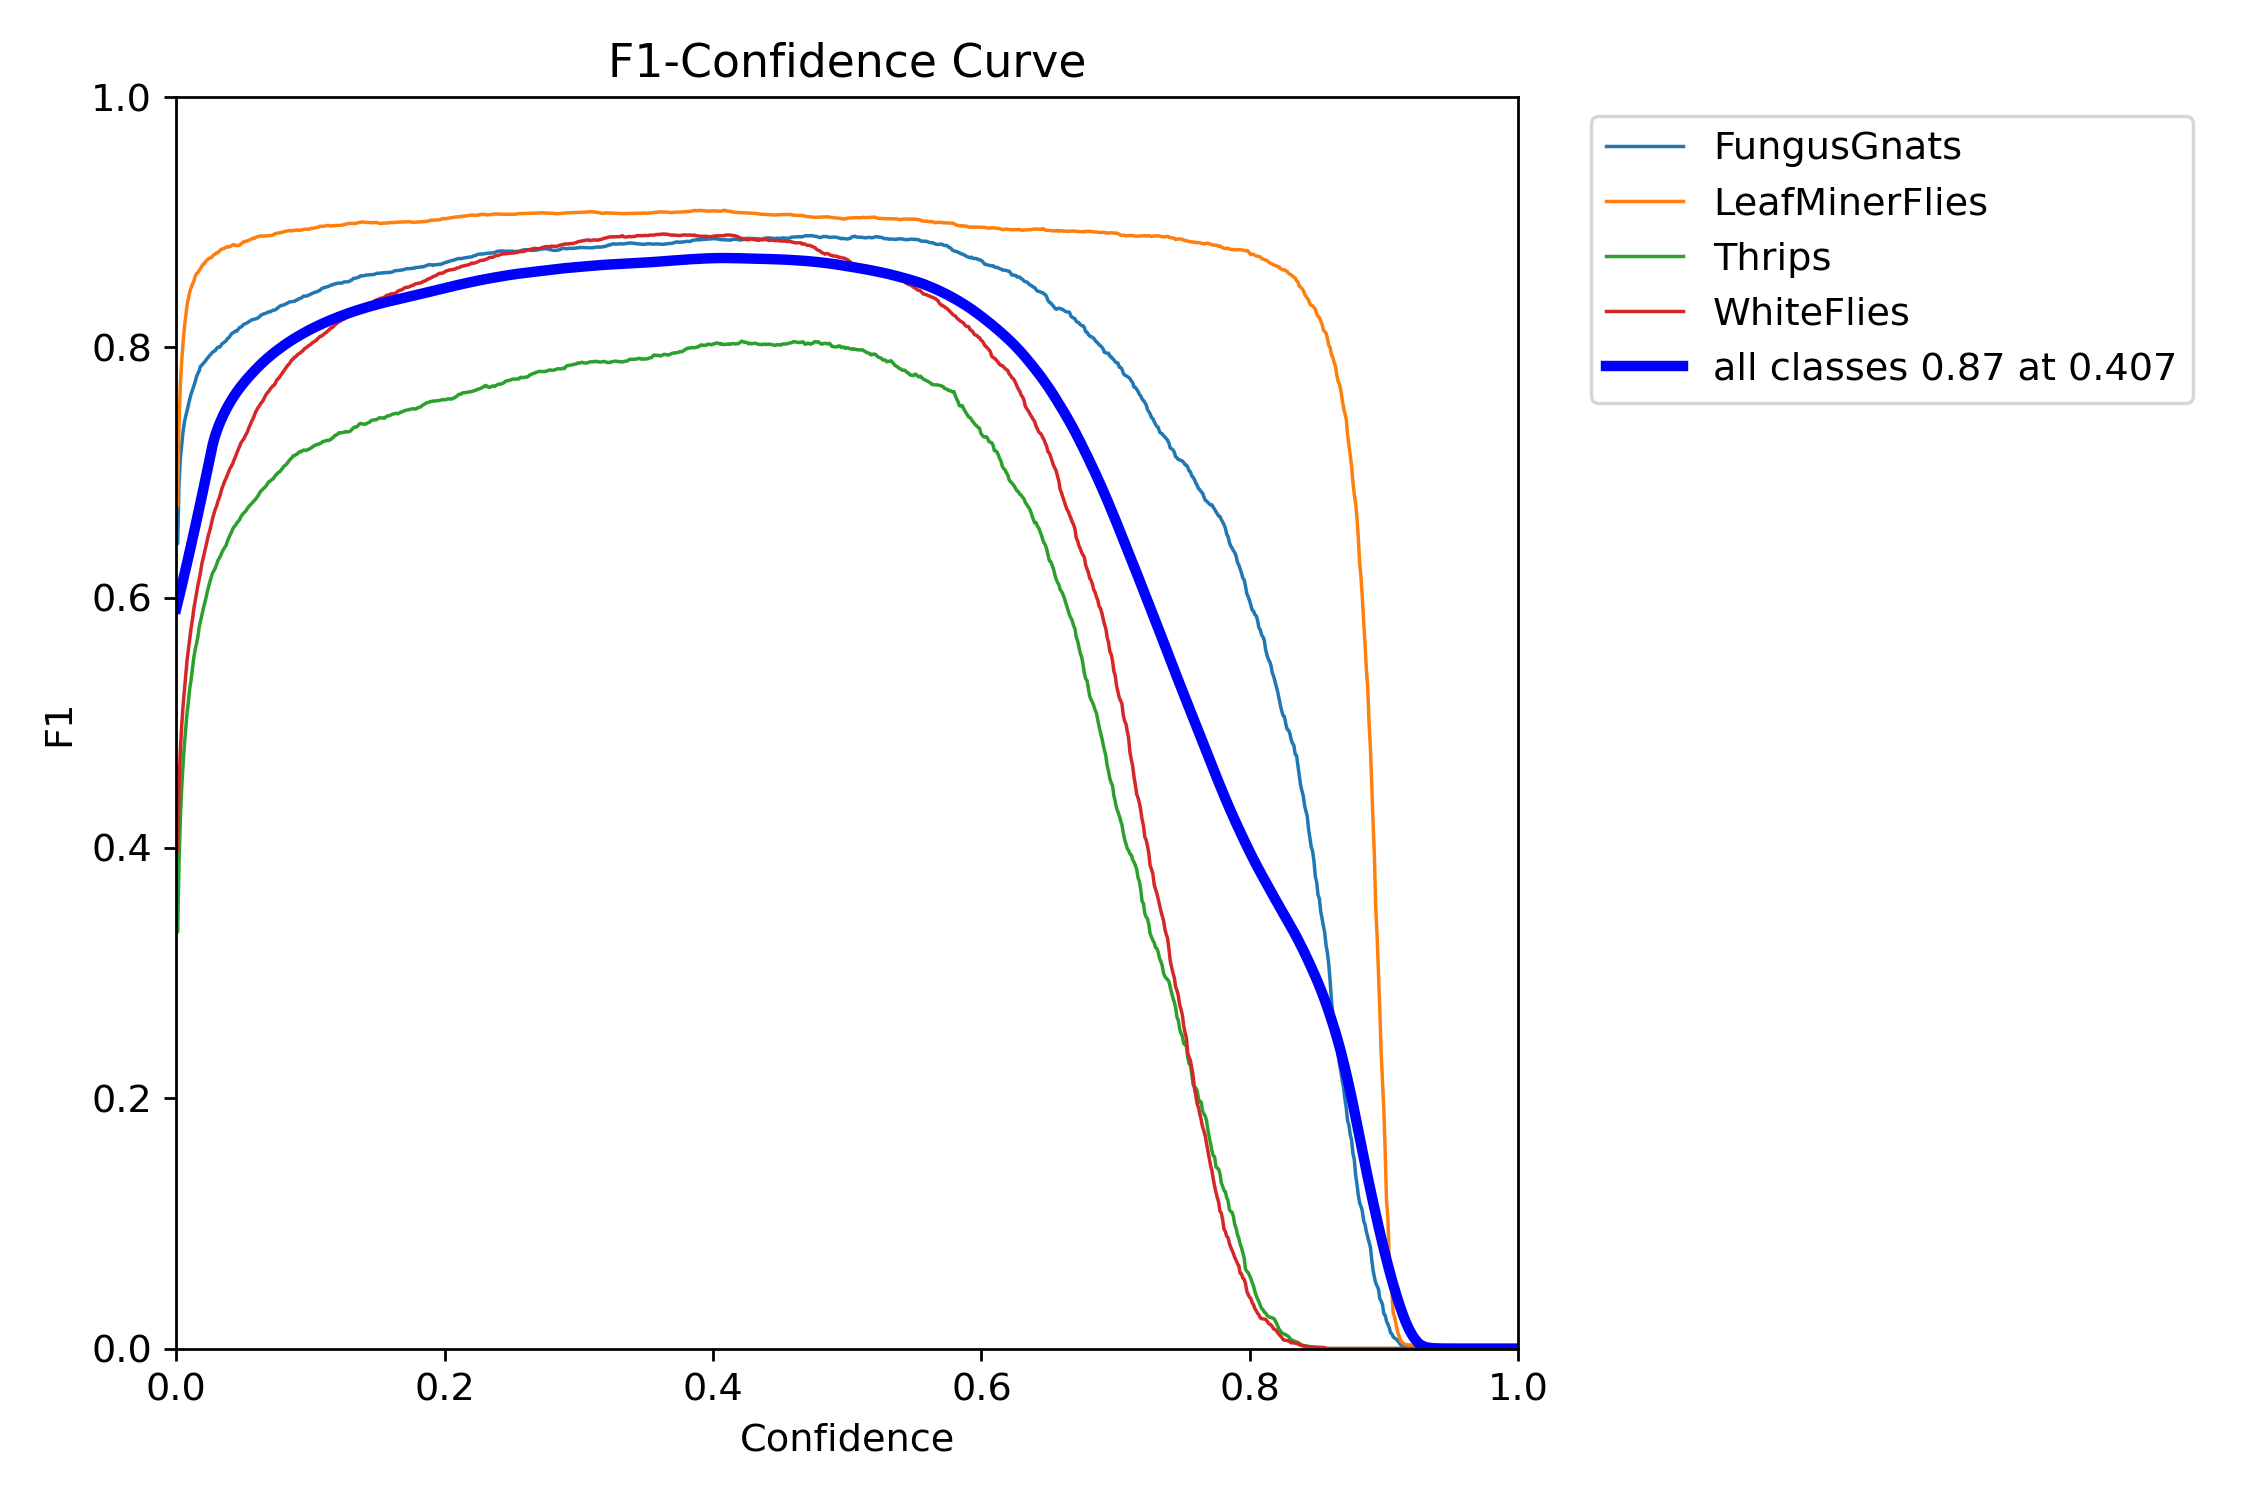 F1-Confidence Curve
1.0
0.8
0.6
0.4
0.2
0.0
F1
0.0 0.2 0.4 0.6 0.8 1.0
Confidence
FungusGnats
LeafMinerFlies
Thrips
WhiteFlies
all classes 0.87 at 0.407